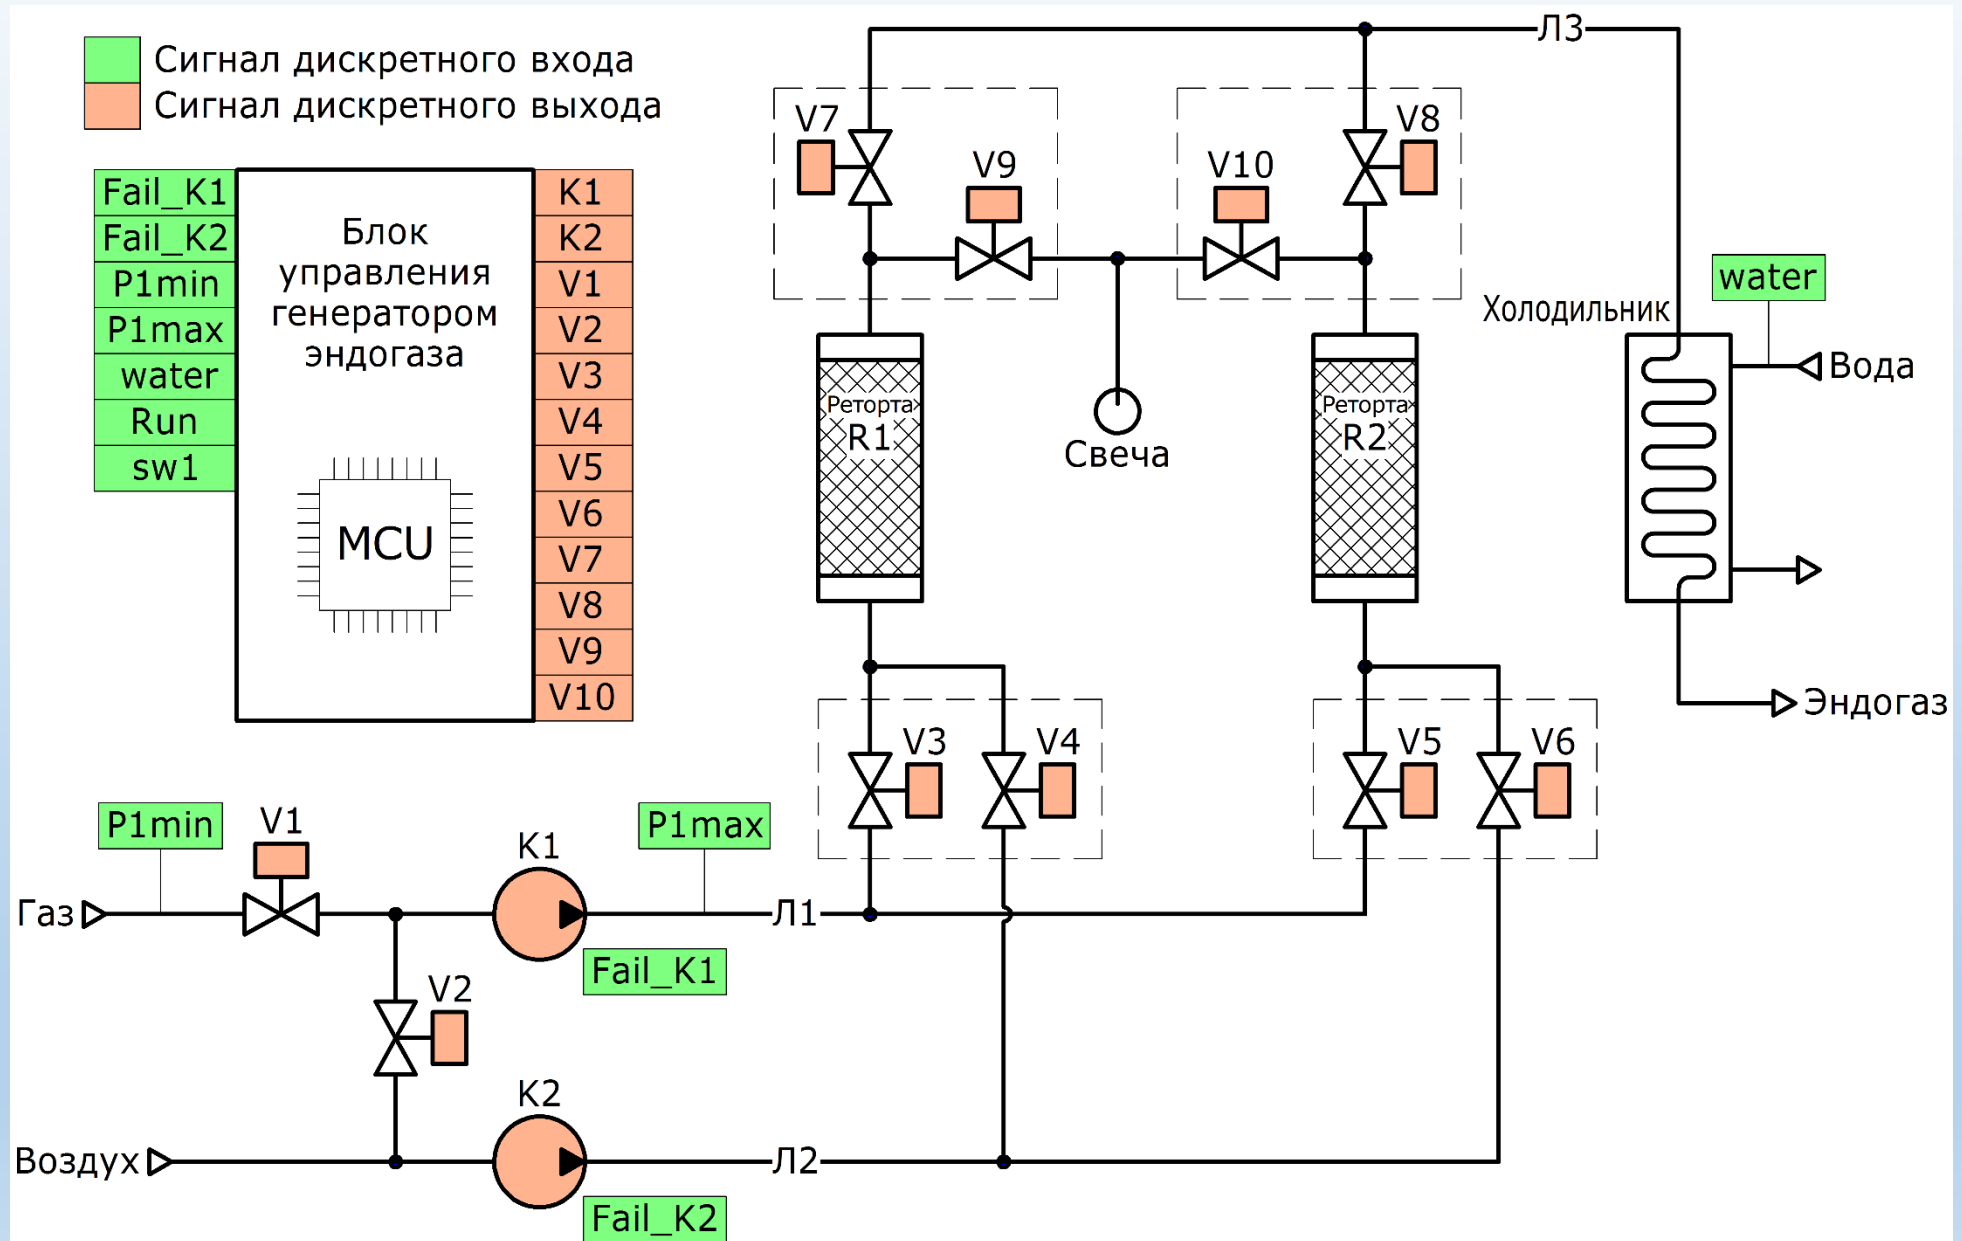 Сигнал дискретного входа
Сигнал дискретного выхода
Fail_K1
Fail_K2
P1min
P1max
water
Run
sw1
Блок
управления
генератором
эндогаза
MCU
K1
K2
V1
V2
V3
V4
V5
V6
V7
V8
V9
V10
Л3
V7
V9
V10
V8
water
Холодильник
Вода
Реторта
R1
Реторта
R2
Свеча
Эндогаз
V3
V4
V5
V6
P1min
V1
K1
P1max
Газ
Л1
Fail_K1
V2
K2
Воздух
Л2
Fail_K2